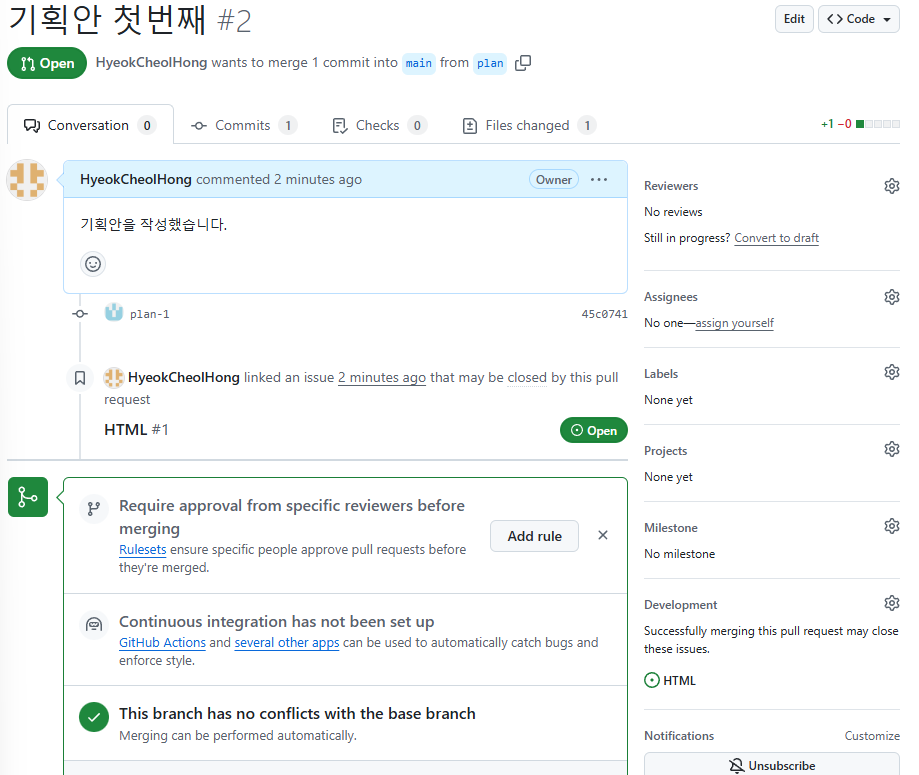 기획안 첫번째 #2
Edit
Code
Open
HyeokCheolHong wants to merge 1 commit into main from plan
Conversation 0
Commits 1
Checks 0
Files changed 1
+1 −0
HyeokCheolHong commented 2 minutes ago
Owner
기획안을 작성했습니다.
plan-1
45c0741
HyeokCheolHong linked an issue 2 minutes ago that may be closed by this pull
request
HTML #1
Open
Require approval from specific reviewers before
merging
Rulesets ensure specific people approve pull requests before
they're merged.
Add rule
Continuous integration has not been set up
GitHub Actions and several other apps can be used to automatically catch bugs and
enforce style.
This branch has no conflicts with the base branch
Merging can be performed automatically.
Reviewers
No reviews
Still in progress? Convert to draft
Assignees
No one—assign yourself
Labels
None yet
Projects
None yet
Milestone
No milestone
Development
Successfully merging this pull request may close
these issues.
HTML
Notifications
Customize
Unsubscribe